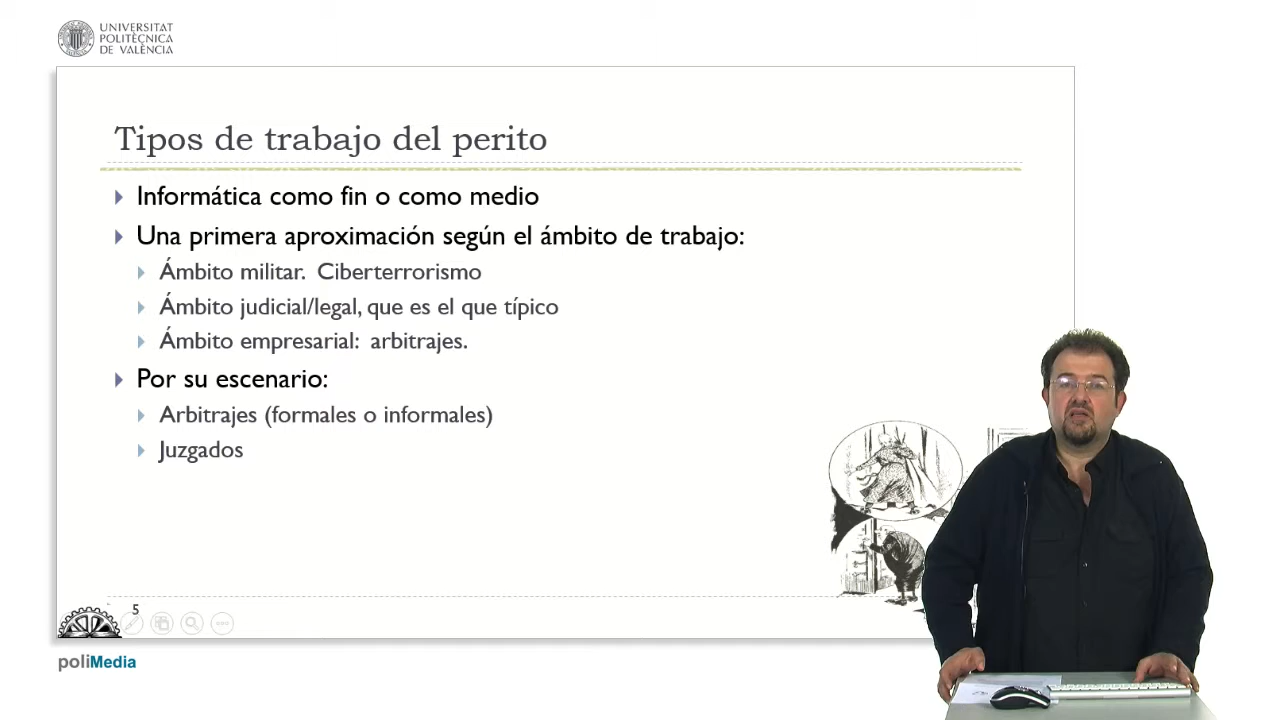 UNIVERSITAT
POLITÈCNICA
DE VALÈNCIA
Tipos de trabajo del perito
Informática como fin o como medio
Una primera aproximación según el ámbito de trabajo:
Ámbito militar. Ciberterrorismo
Ámbito judicial/legal, que es el que típico
Ámbito empresarial: arbitrajes.
Por su escenario:
Arbitrajes (formales o informales)
Juzgados
5
poliMedia